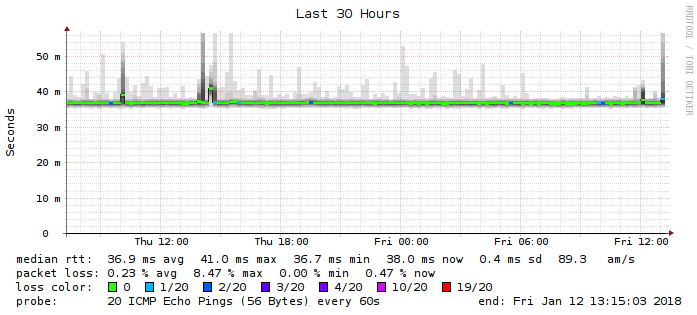 Last 30 Hours
RRDTOOL / TOBI OETIKER
Seconds
50 m
40 m
30 m
20 m
10 m
0
Thu 12:00 Thu 18:00 Fri 00:00 Fri 06:00 Fri 12:00
median rtt: 36.9 ms avg 41.0 ms max 36.7 ms min 38.0 ms now 0.4 ms sd 89.3 am/s
packet loss: 0.23 % avg 8.47 % max 0.00 % min 0.47 % now
loss color: 0 1/20 2/20 3/20 4/20 10/20 19/20
probe: 20 ICMP Echo Pings (56 Bytes) every 60s end: Fri Jan 12 13:15:03 2018